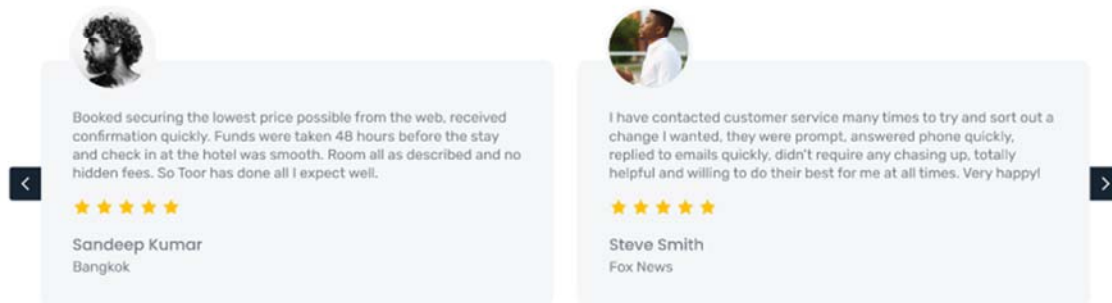 Booked securing the lowest price possible from the web, received
confirmation quickly. Funds were taken 48 hours before the stay
and check in at the hotel was smooth. Room all as described and no
hidden fees. So Toor has done all I expect well.
Sandeep Kumar
Bangkok
I have contacted customer service many times to try and sort out a
change I wanted, they were prompt, answered phone quickly,
replied to emails quickly, didn't require any chasing up, totally
helpful and willing to do their best for me at all times. Very happy!
Steve Smith
Fox News